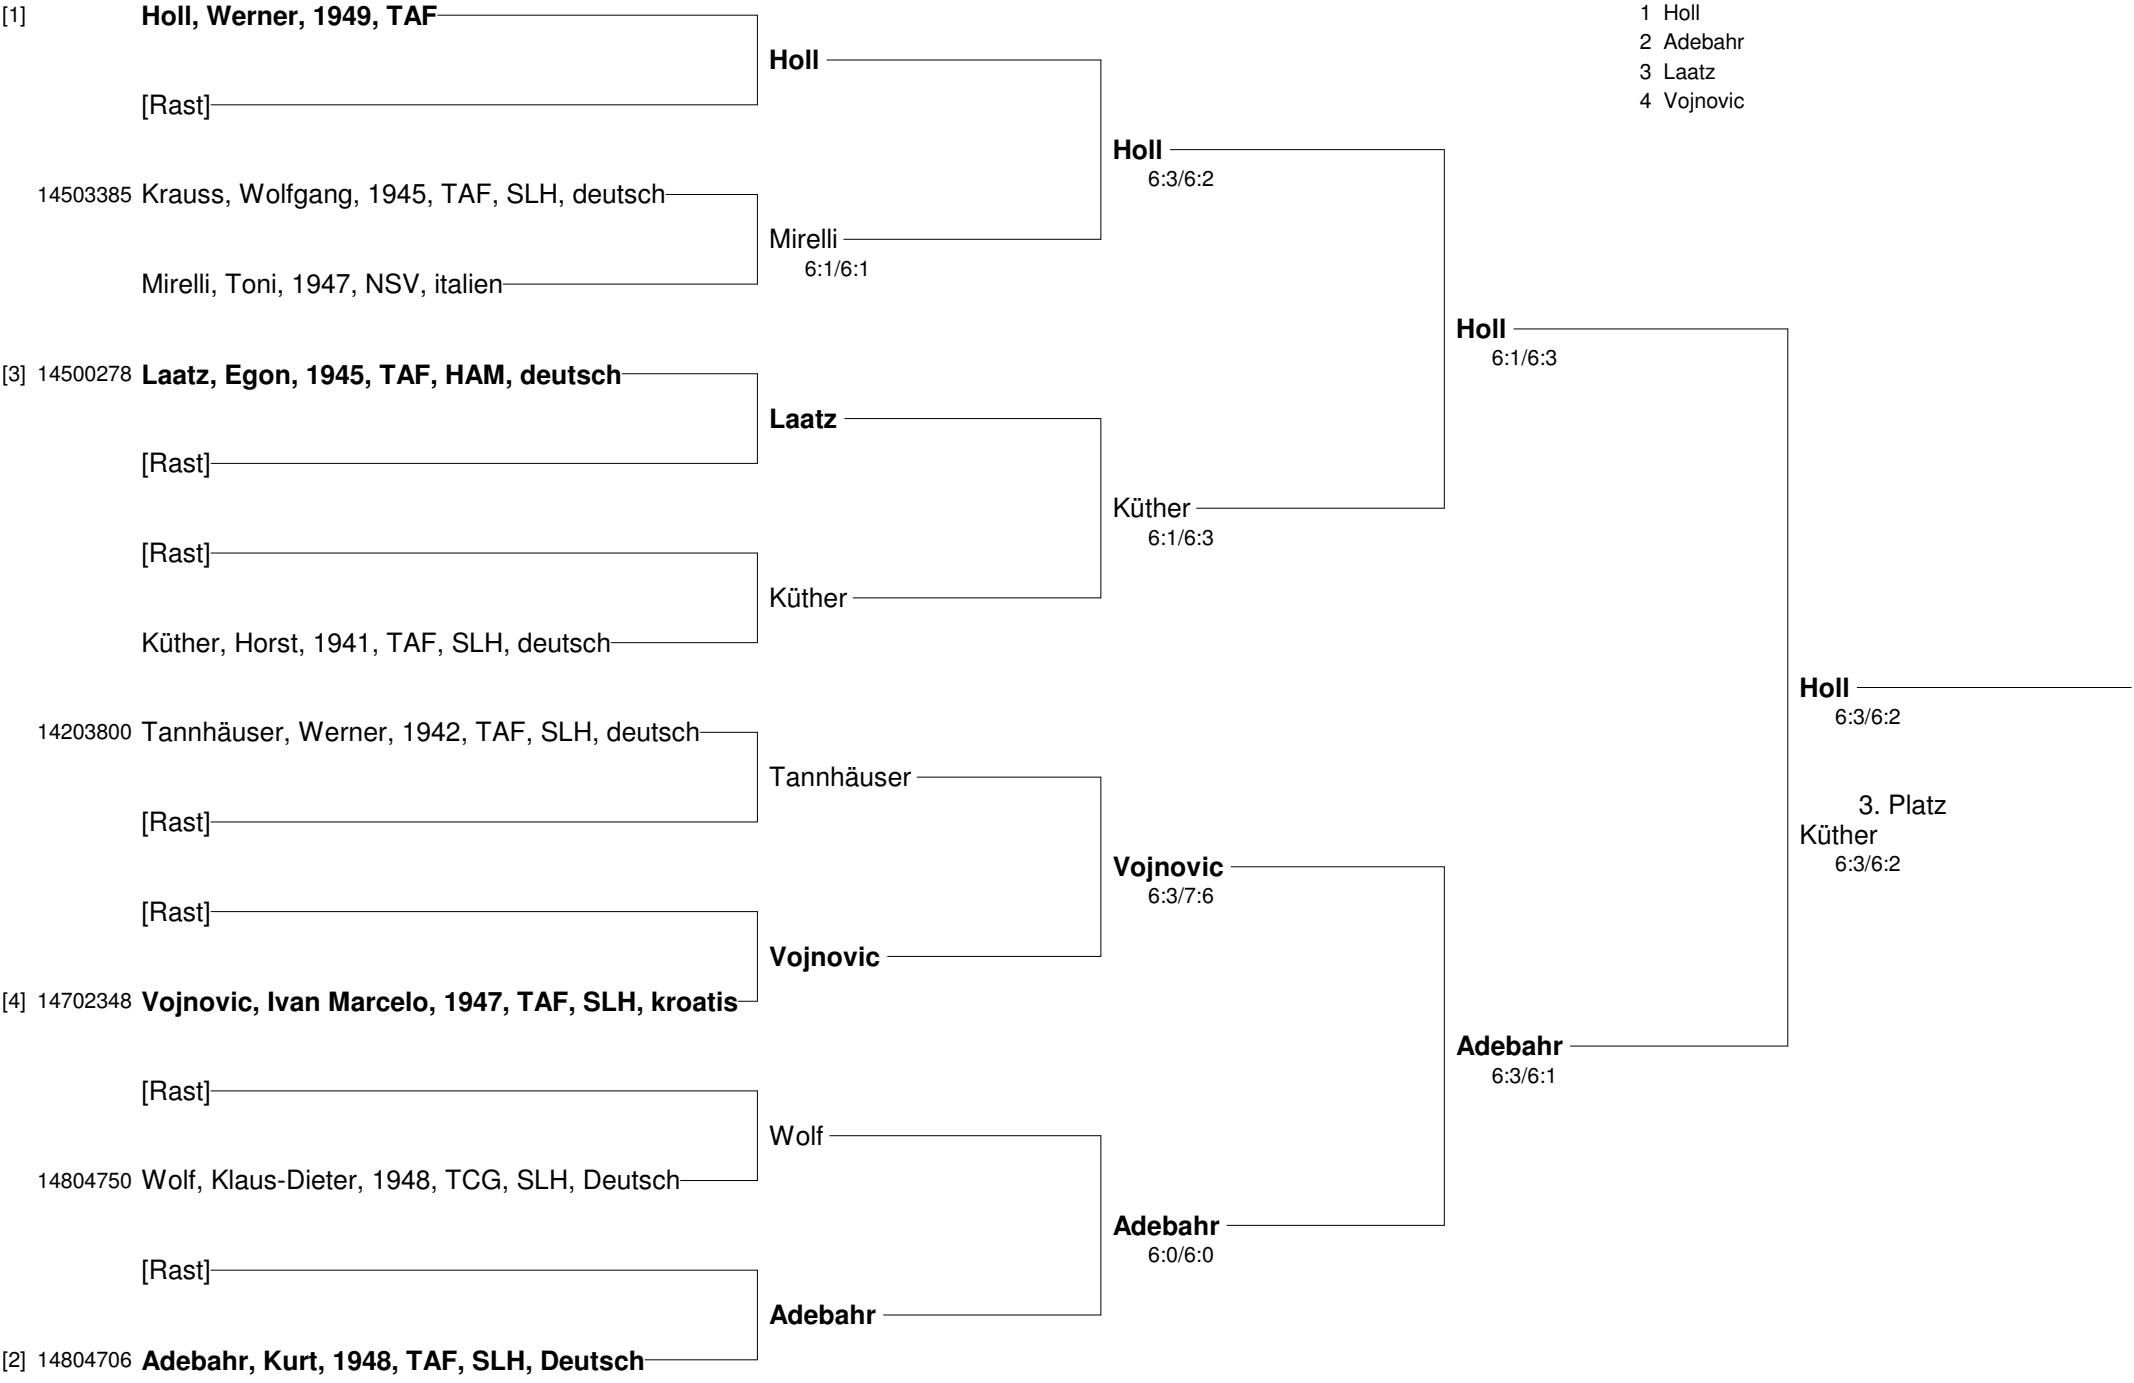 [1] Holl, Werner, 1949, TAF
[Rast]
14503385 Krauss, Wolfgang, 1945, TAF, SLH, deutsch
Mirelli, Toni, 1947, NSV, italien
[3] 14500278 Laatz, Egon, 1945, TAF, HAM, deutsch
[Rast]
[Rast]
Küther, Horst, 1941, TAF, SLH, deutsch
14203800 Tannhäuser, Werner, 1942, TAF, SLH, deutsch
[Rast]
[Rast]
[4] 14702348 Vojnovic, Ivan Marcelo, 1947, TAF, SLH, kroatis
[Rast]
14804750 Wolf, Klaus-Dieter, 1948, TCG, SLH, Deutsch
[Rast]
[2] 14804706 Adebahr, Kurt, 1948, TAF, SLH, Deutsch
Holl
Mirelli
6:1/6:1
Laatz
Küther
Tannhäuser
Vojnovic
Wolf
Adebahr
Holl
6:3/6:2
Küther
6:1/6:3
Vojnovic
6:3/7:6
Adebahr
6:0/6:0
Holl
6:1/6:3
Adebahr
6:3/6:1
Holl
6:3/6:2
3. Platz
Küther
6:3/6:2
1 Holl
2 Adebahr
3 Laatz
4 Vojnovic